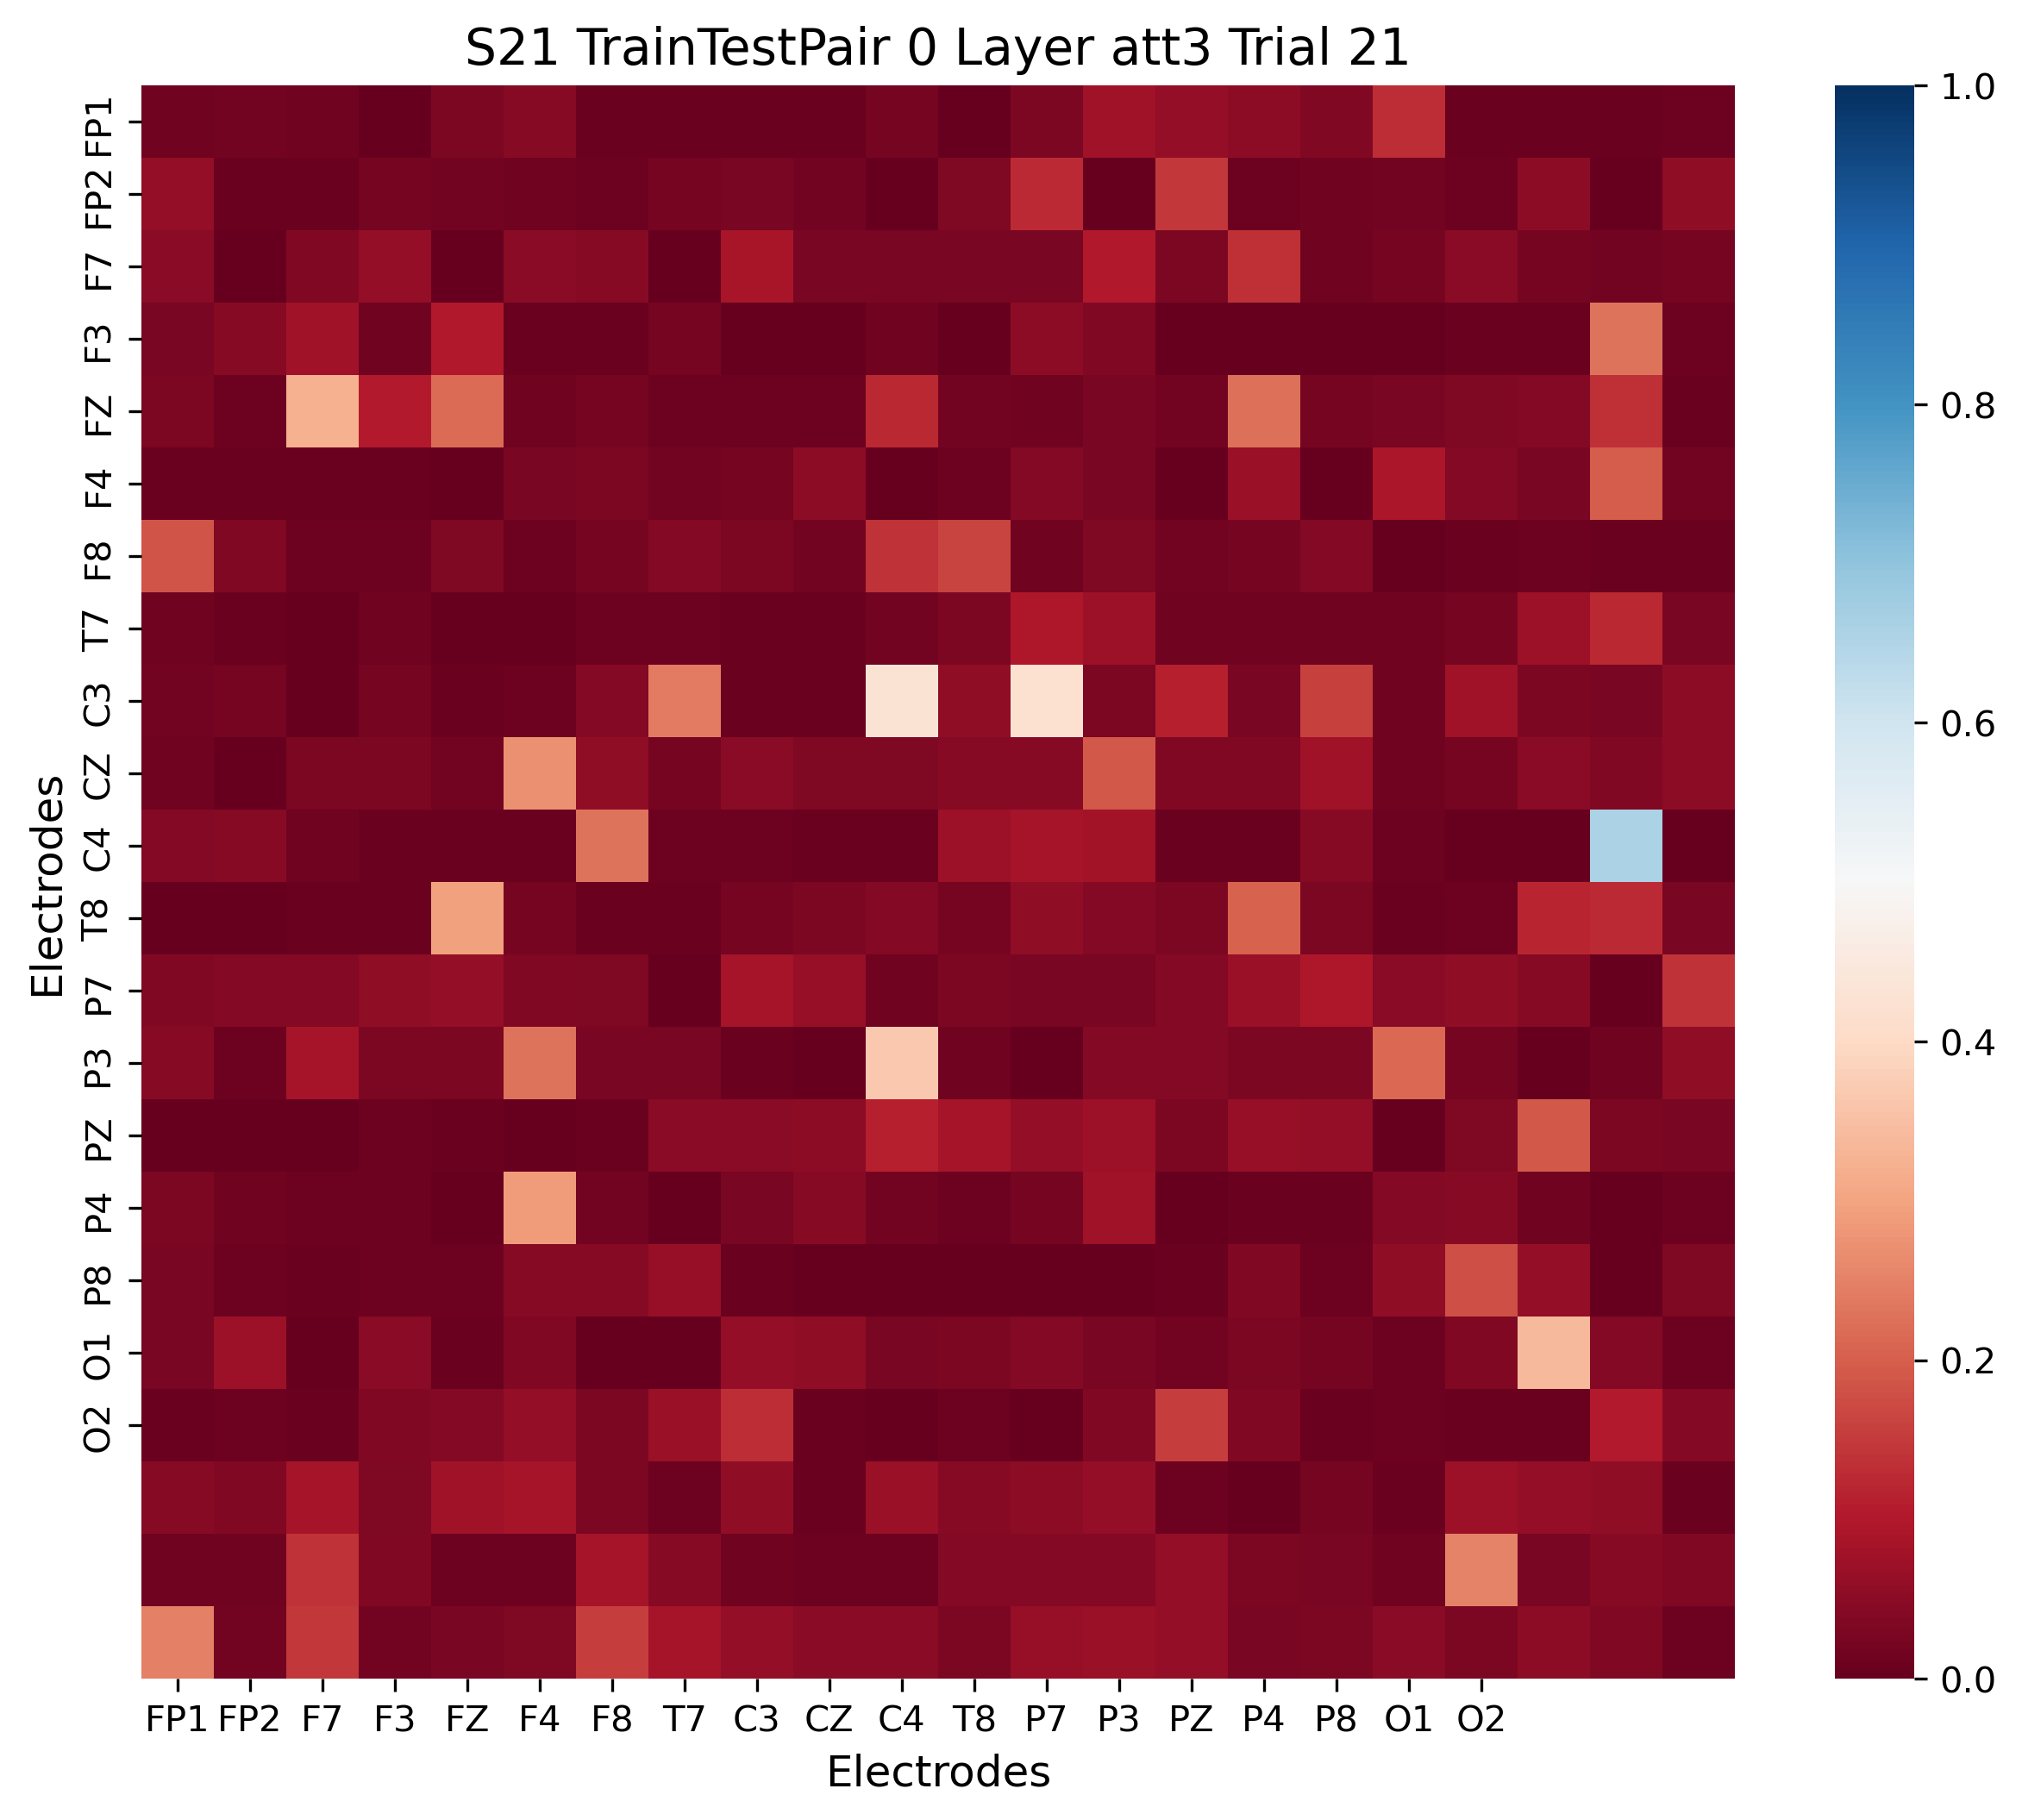 S21 TrainTestPair 0 Layer att3 Trial 21
Electrodes
FP1
FP2
F7
F3
FZ
F4
F8
T7
C3
CZ
C4
T8
P7
P3
PZ
P4
P8
O1
O2
FP1 FP2 F7 F3 FZ F4 F8 T7 C3 CZ C4 T8 P7 P3 PZ P4 P8 O1 O2
Electrodes
1.0
0.8
0.6
0.4
0.2
0.0